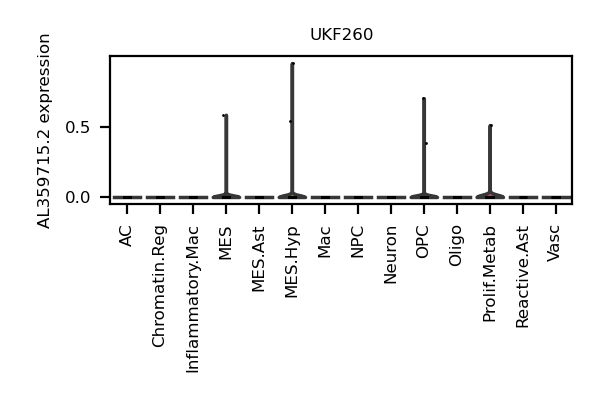 UKF260
AL359715.2 expression
0.5
0.0
AC
Chromatin.Reg
Inflammatory.Mac
MES
MES.Ast
MES.Hyp
Mac
NPC
Neuron
OPC
Oligo
Prolif.Metab
Reactive.Ast
Vasc